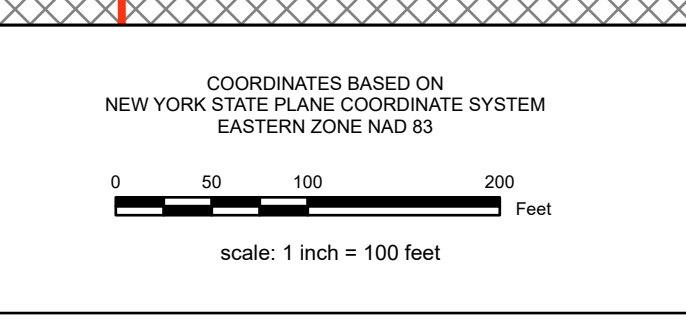 COORDINATES BASED ON
NEW YORK STATE PLANE COORDINATE SYSTEM
EASTERN ZONE NAD 83
0 50 100 200
Feet
scale: 1 inch = 100 feet